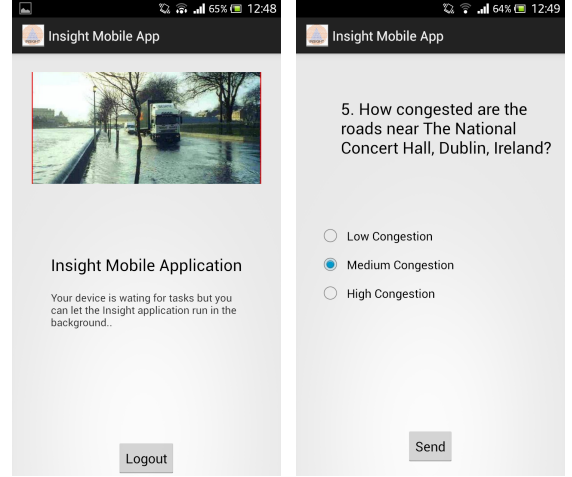 65% 12:48
Insight Mobile App
Insight Mobile Application
Your device is wating for tasks but you
can let the Insight application run in the
background..
Logout
64% 12:49
Insight Mobile App
5. How congested are the
roads near The National
Concert Hall, Dublin, Ireland?
Low Congestion
Medium Congestion
High Congestion
Send